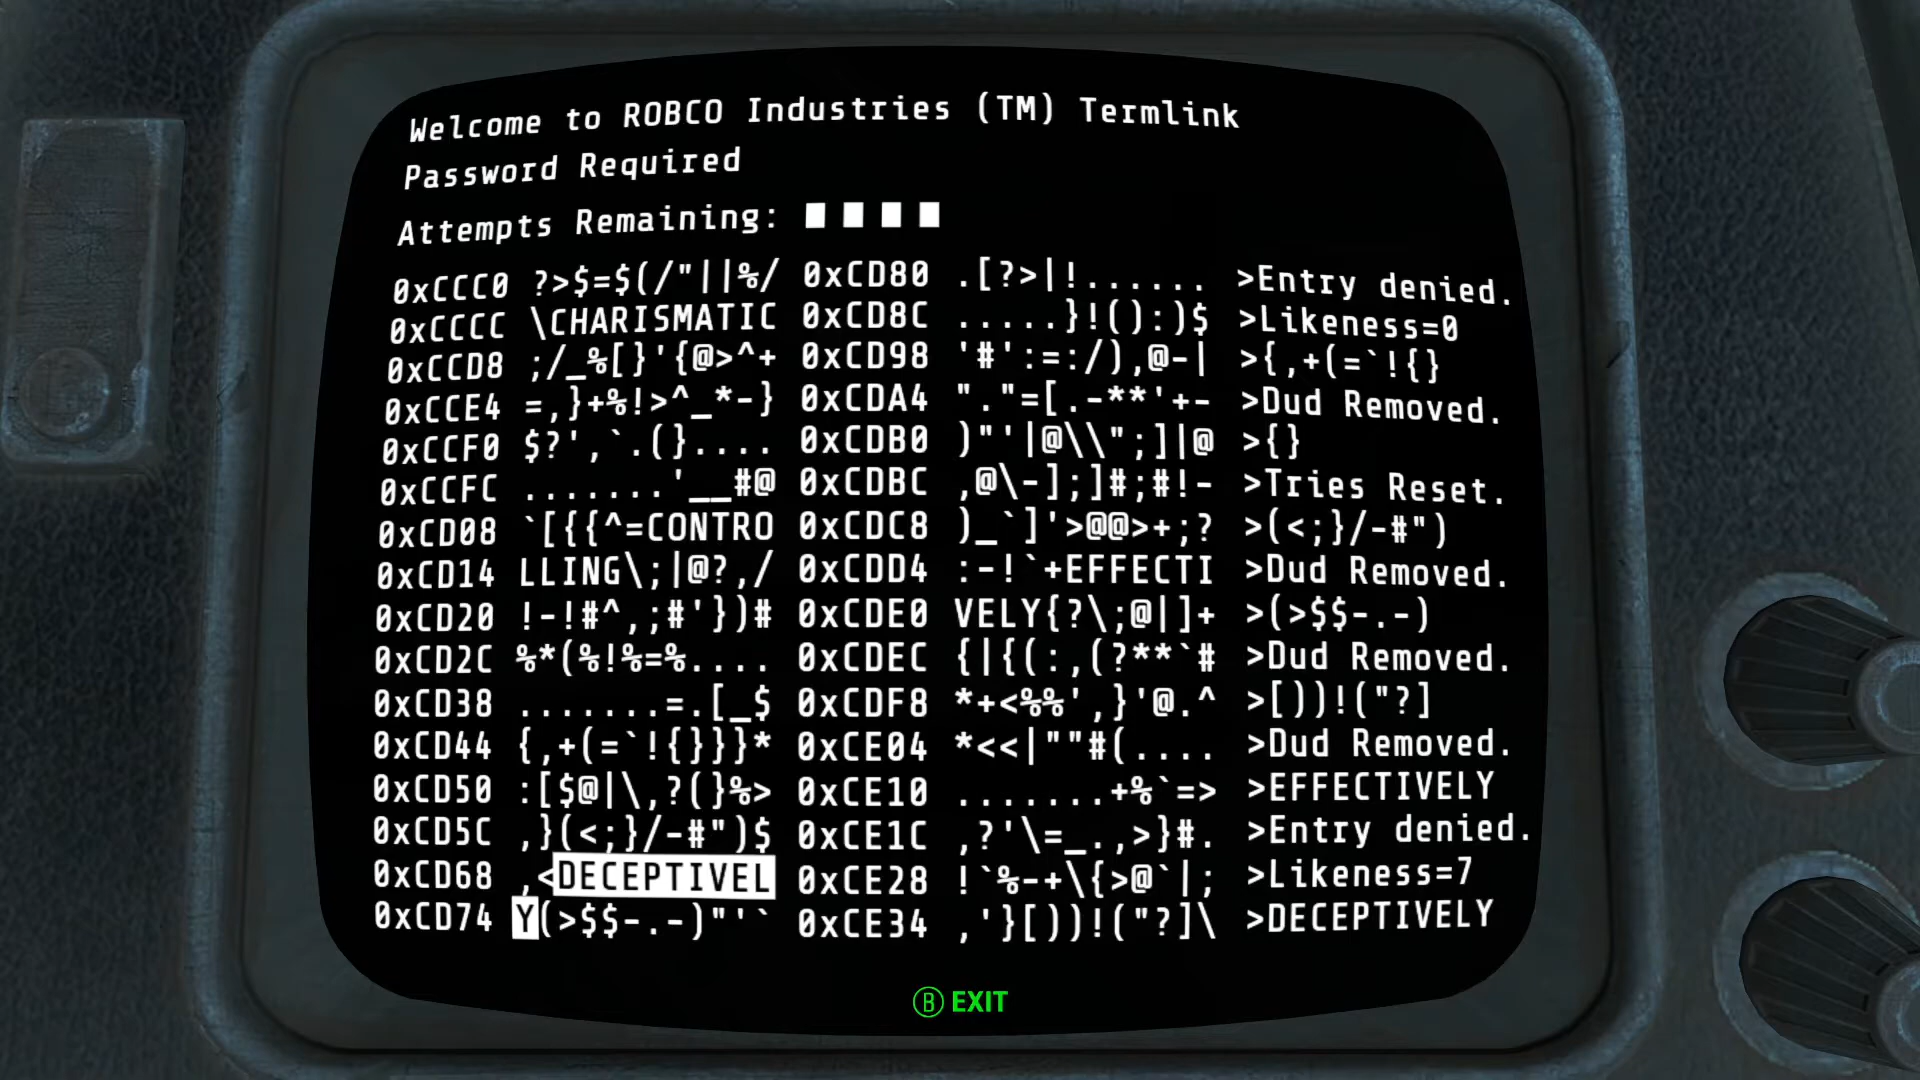 Welcome to ROBCO Industries (TM) Termlink
Password Required
Attempts Remaining: ■ ■ ■ ■
0xCCC0 ?>$=$(/"||%/ 0xCD80 .[?>|!...... >Entry denied.
0xCCCC \CHARISMATIC 0xCD8C .....}!():)$ >Likeness=0
0xCCD8 ;/_%[}'{@>^+ 0xCD98 '#':=:/),@-| >{,+(=`!{}
0xCCE4 =,}+%!>^_*-} 0xCDA4 "."=[.-**'+- >Dud Removed.
0xCCF0 $?',`.(}.... 0xCDB0 )"'|@\\";]|@ >{}
0xCCFC .......'__#@ 0xCDBC ,@\-];]#;#!- >Tries Reset.
0xCD08 `[{{^=CONTRO 0xCDC8 )_`]'>@@>+;? >(<;}/-#")
0xCD14 LLING\;|@?,/ 0xCDD4 :-!`+EFFECTI >Dud Removed.
0xCD20 !-!#^,;#'})# 0xCDE0 VELY{?\;@|]+ >(>$$-.-)
0xCD2C %*(%!%=%.... 0xCDEC {|{(:,(?**`# >Dud Removed.
0xCD38 .......=.[_$ 0xCDF8 *+<%%',}'@.^ >[))!("?]
0xCD44 {,+(=`!{}}}* 0xCE04 *<<|""#(.... >Dud Removed.
0xCD50 :[$@|\,?(}%> 0xCE10 .......+%`=> >EFFECTIVELY
0xCD5C ,}(<;}/-#")$ 0xCE1C ,?'\=_.,>}#. >Entry denied.
0xCD68 ,<DECEPTIVEL 0xCE28 !`%-+\{>@`|; >Likeness=7
0xCD74 Y(>$$-.-)"'` 0xCE34 ,'}[))!("?]\ >DECEPTIVELY
Ⓑ EXIT